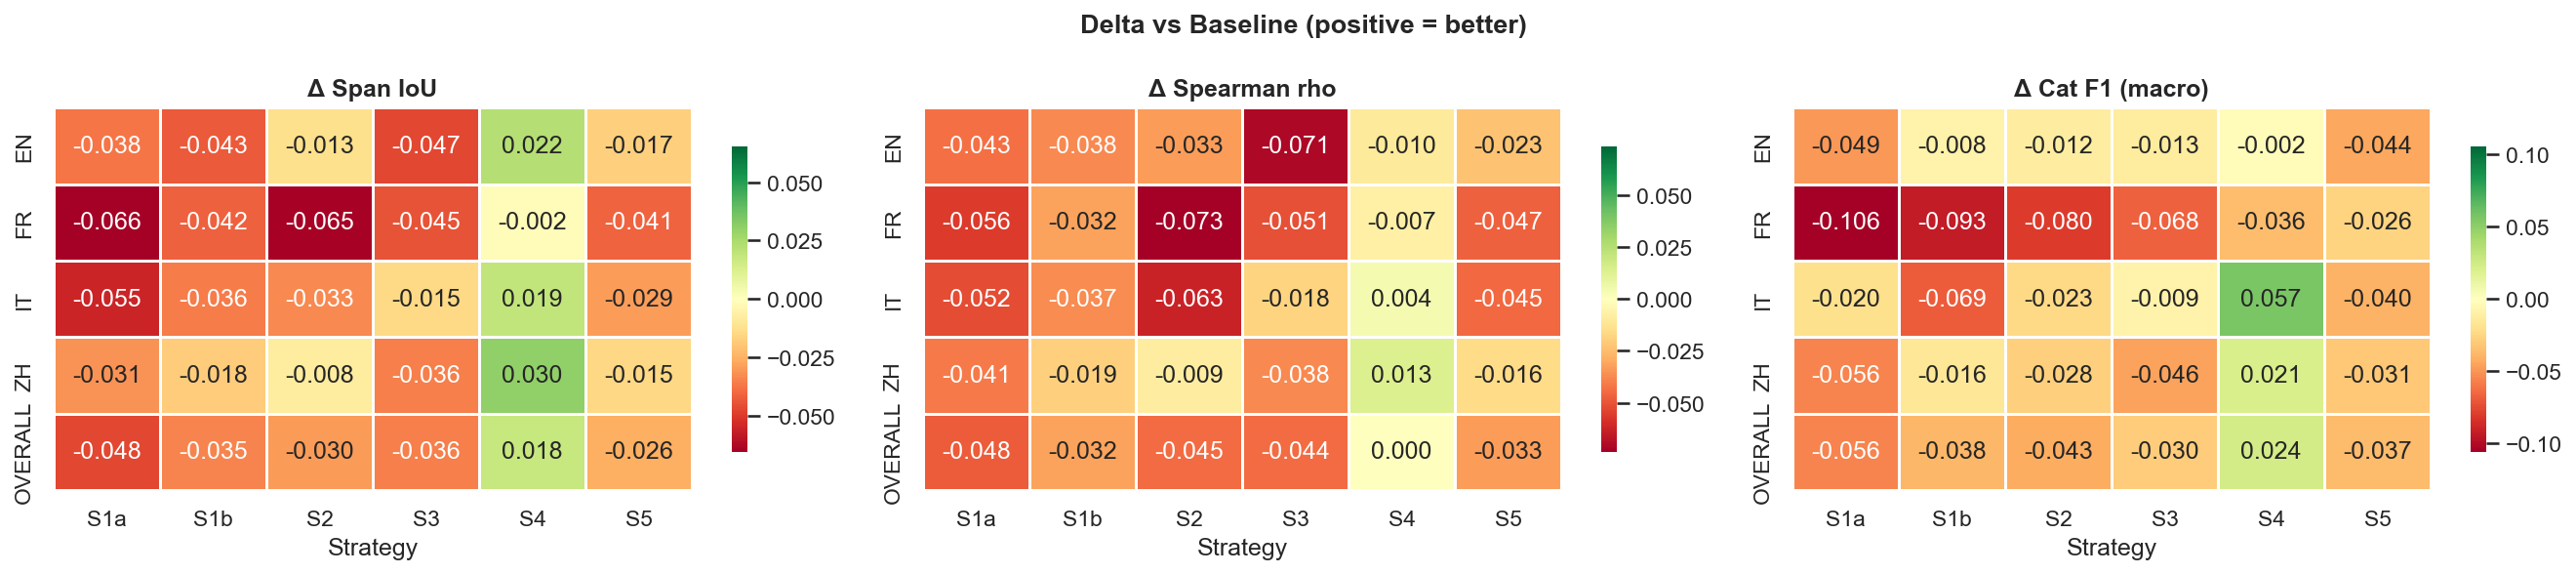 Delta vs Baseline (positive = better)
Δ Span IoU
EN -0.038 -0.043 -0.013 -0.047 0.022 -0.017
FR -0.066 -0.042 -0.065 -0.045 -0.002 -0.041
IT -0.055 -0.036 -0.033 -0.015 0.019 -0.029
ZH -0.031 -0.018 -0.008 -0.036 0.030 -0.015
OVERALL -0.048 -0.035 -0.030 -0.036 0.018 -0.026
S1a S1b S2 S3 S4 S5
Strategy
0.050
0.025
0.000
−0.025
−0.050
Δ Spearman rho
EN -0.043 -0.038 -0.033 -0.071 -0.010 -0.023
FR -0.056 -0.032 -0.073 -0.051 -0.007 -0.047
IT -0.052 -0.037 -0.063 -0.018 0.004 -0.045
ZH -0.041 -0.019 -0.009 -0.038 0.013 -0.016
OVERALL -0.048 -0.032 -0.045 -0.044 0.000 -0.033
S1a S1b S2 S3 S4 S5
Strategy
0.050
0.025
0.000
−0.025
−0.050
Δ Cat F1 (macro)
EN -0.049 -0.008 -0.012 -0.013 -0.002 -0.044
FR -0.106 -0.093 -0.080 -0.068 -0.036 -0.026
IT -0.020 -0.069 -0.023 -0.009 0.057 -0.040
ZH -0.056 -0.016 -0.028 -0.046 0.021 -0.031
OVERALL -0.056 -0.038 -0.043 -0.030 0.024 -0.037
S1a S1b S2 S3 S4 S5
Strategy
0.10
0.05
0.00
−0.05
−0.10